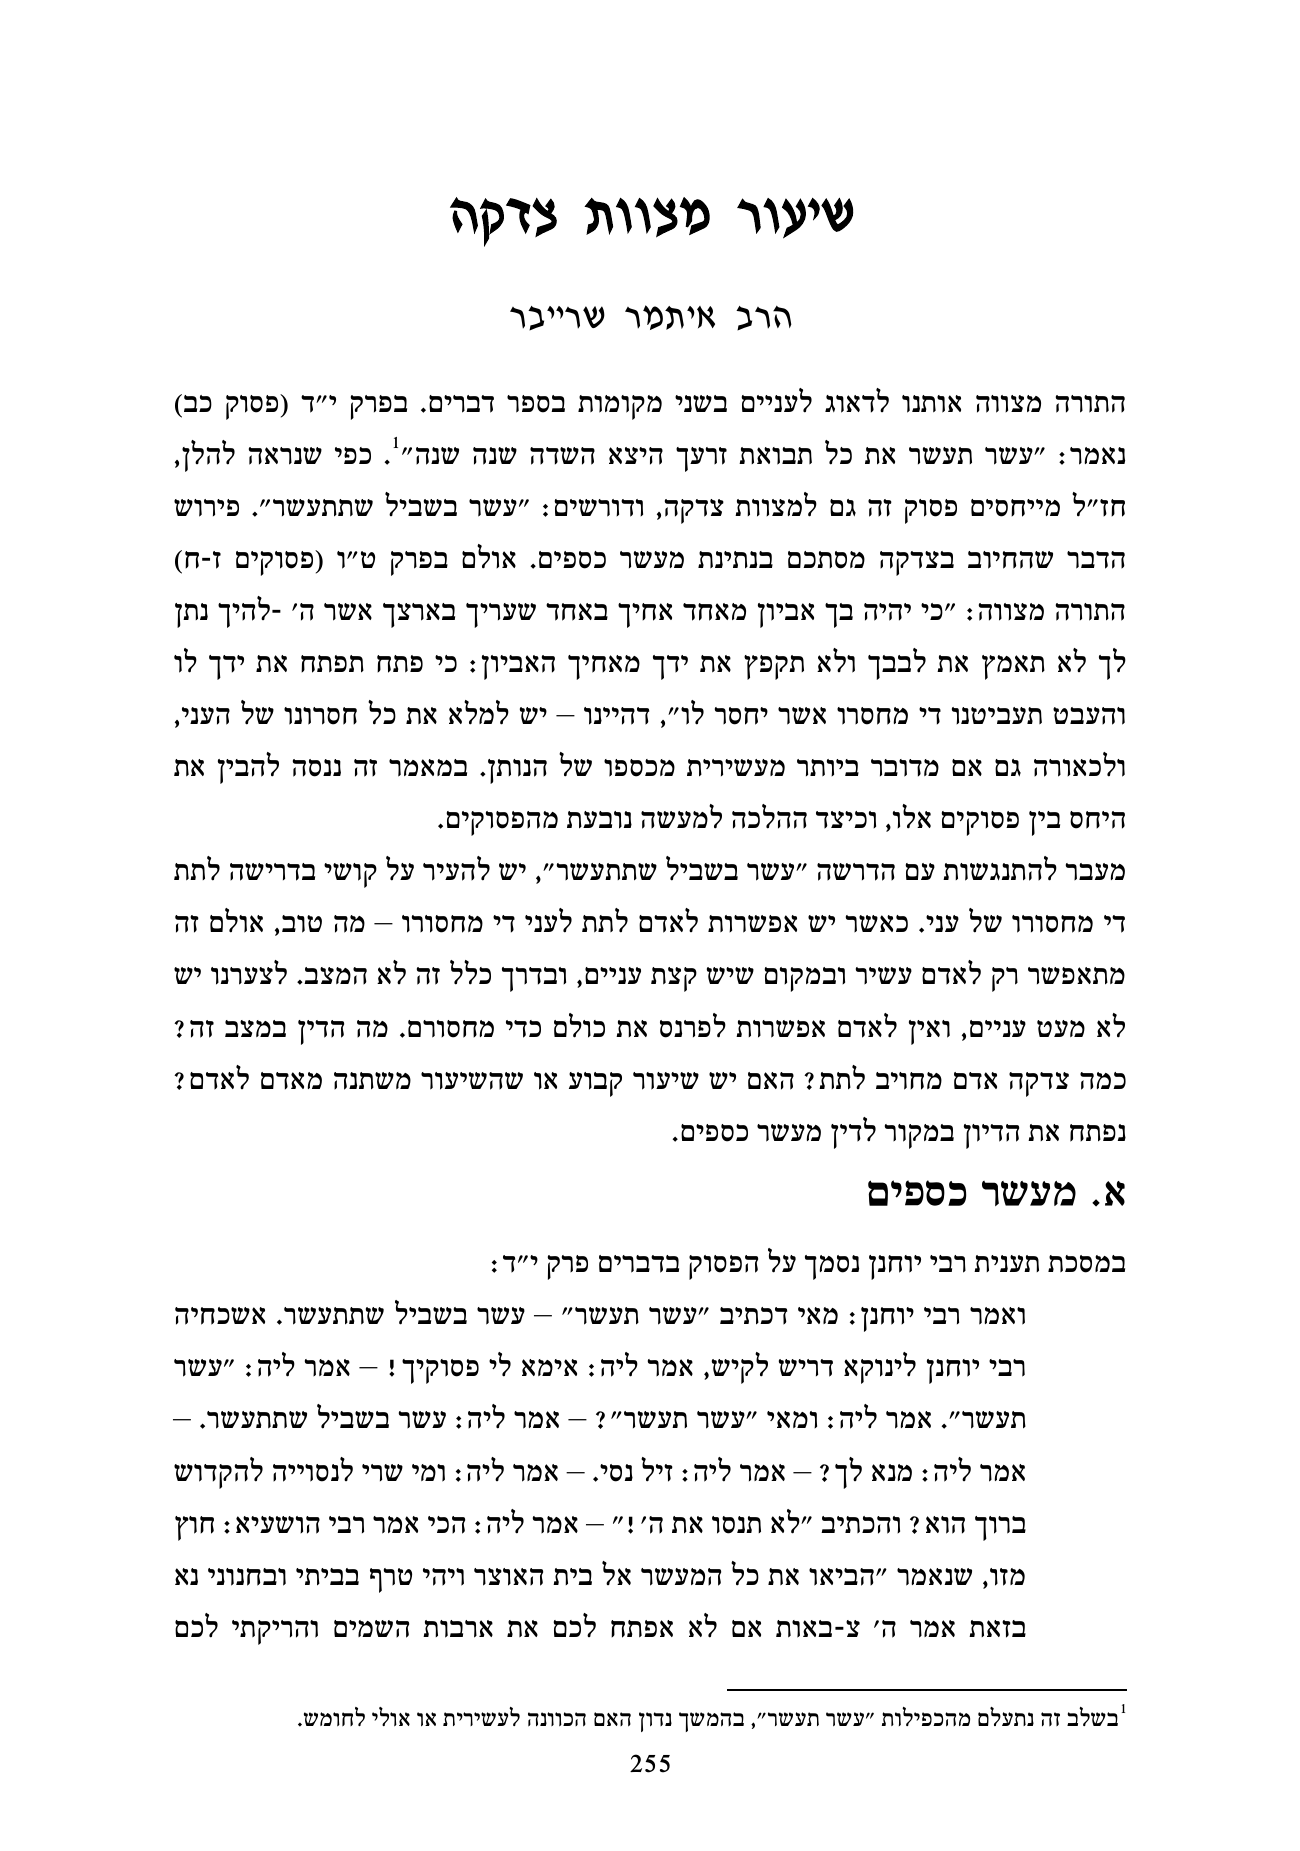 שיעור מצוות צדקה
הרב איתמר שרייבר
התורה מצווה אותנו לדאוג לעניים בשני מקומות בספר דברים. בפרק י״ד (פסוק כב)
נאמר: ״עשר תעשר את כל תבואת זרעך היצא השדה שנה שנה״1. כפי שנראה להלן,
חז״ל מייחסים פסוק זה גם למצוות צדקה, ודורשים: ״עשר בשביל שתתעשר״. פירוש
הדבר שהחיוב בצדקה מסתכם בנתינת מעשר כספים. אולם בפרק ט״ו (פסוקים ז-ח)
התורה מצווה: ״כי יהיה בך אביון מאחד אחיך באחד שעריך בארצך אשר ה׳ -להיך נתן
לך לא תאמץ את לבבך ולא תקפץ את ידך מאחיך האביון: כי פתח תפתח את ידך לו
והעבט תעביטנו די מחסרו אשר יחסר לו״, דהיינו – יש למלא את כל חסרונו של העני,
ולכאורה גם אם מדובר ביותר מעשירית מכספו של הנותן. במאמר זה ננסה להבין את
היחס בין פסוקים אלו, וכיצד ההלכה למעשה נובעת מהפסוקים.
מעבר להתנגשות עם הדרשה ״עשר בשביל שתתעשר״, יש להעיר על קושי בדרישה לתת
די מחסורו של עני. כאשר יש אפשרות לאדם לתת לעני די מחסורו – מה טוב, אולם זה
מתאפשר רק לאדם עשיר ובמקום שיש קצת עניים, ובדרך כלל זה לא המצב. לצערנו יש
לא מעט עניים, ואין לאדם אפשרות לפרנס את כולם כדי מחסורם. מה הדין במצב זה?
כמה צדקה אדם מחויב לתת? האם יש שיעור קבוע או שהשיעור משתנה מאדם לאדם?
נפתח את הדיון במקור לדין מעשר כספים.
א. מעשר כספים
במסכת תענית רבי יוחנן נסמך על הפסוק בדברים פרק י״ד:
ואמר רבי יוחנן: מאי דכתיב ״עשר תעשר״ – עשר בשביל שתתעשר. אשכחיה
רבי יוחנן לינוקא דריש לקיש, אמר ליה: אימא לי פסוקיך! – אמר ליה: ״עשר
תעשר״. אמר ליה: ומאי ״עשר תעשר״? – אמר ליה: עשר בשביל שתתעשר. –
אמר ליה: מנא לך? – אמר ליה: זיל נסי. – אמר ליה: ומי שרי לנסוייה להקדוש
ברוך הוא? והכתיב ״לא תנסו את ה׳!״ – אמר ליה: הכי אמר רבי הושעיא: חוץ
מזו, שנאמר ״הביאו את כל המעשר אל בית האוצר ויהי טרף בביתי ובחנוני נא
בזאת אמר ה׳ צ-באות אם לא אפתח לכם את ארבות השמים והריקתי לכם
1בשלב זה נתעלם מהכפילות ״עשר תעשר״, בהמשך נדון האם הכוונה לעשירית או אולי לחומש.
255